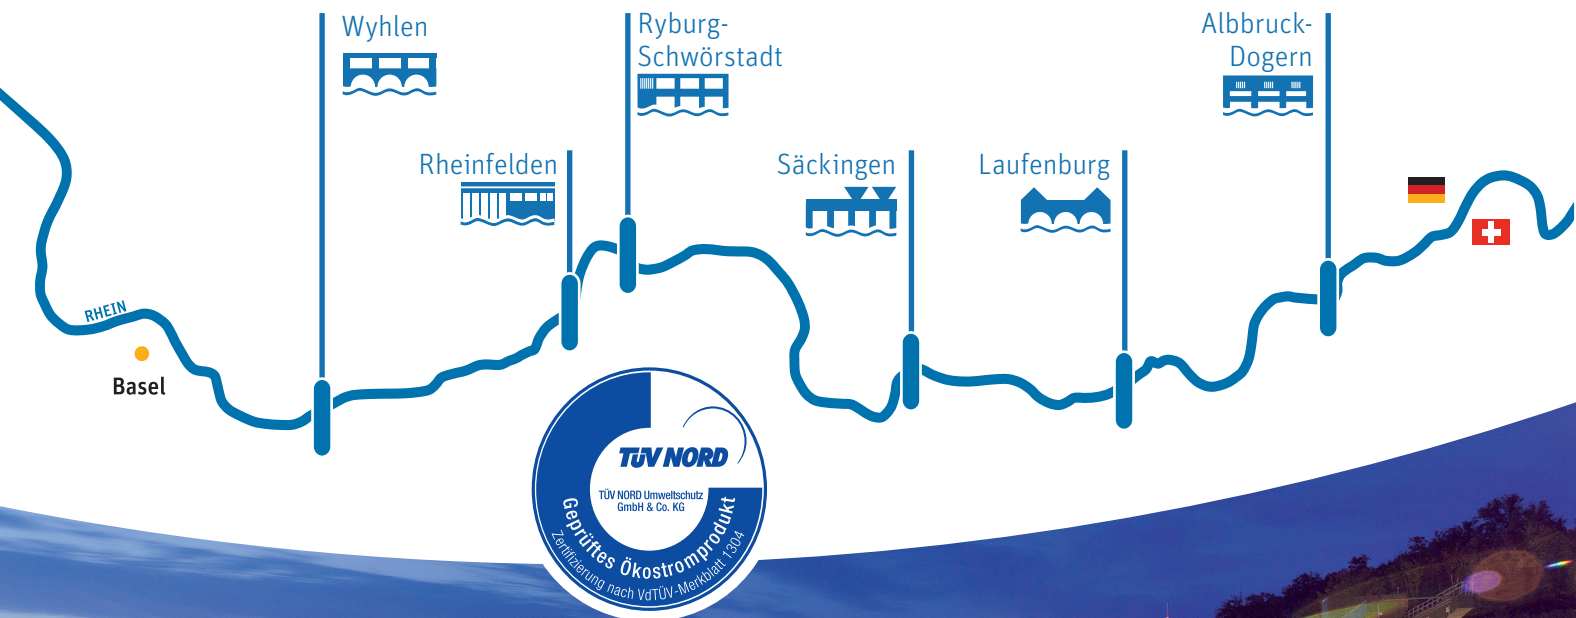 Wyhlen
Ryburg-
Schwörstadt
Albbruck-
Dogern
Rheinfelden
Säckingen
Laufenburg
RHEIN
Basel
TÜV NORD
TÜV NORD Umweltschutz
GmbH & Co. KG
Geprüftes Ökostromprodukt
Zertifizierung nach VdTÜV-Merkblatt 1304